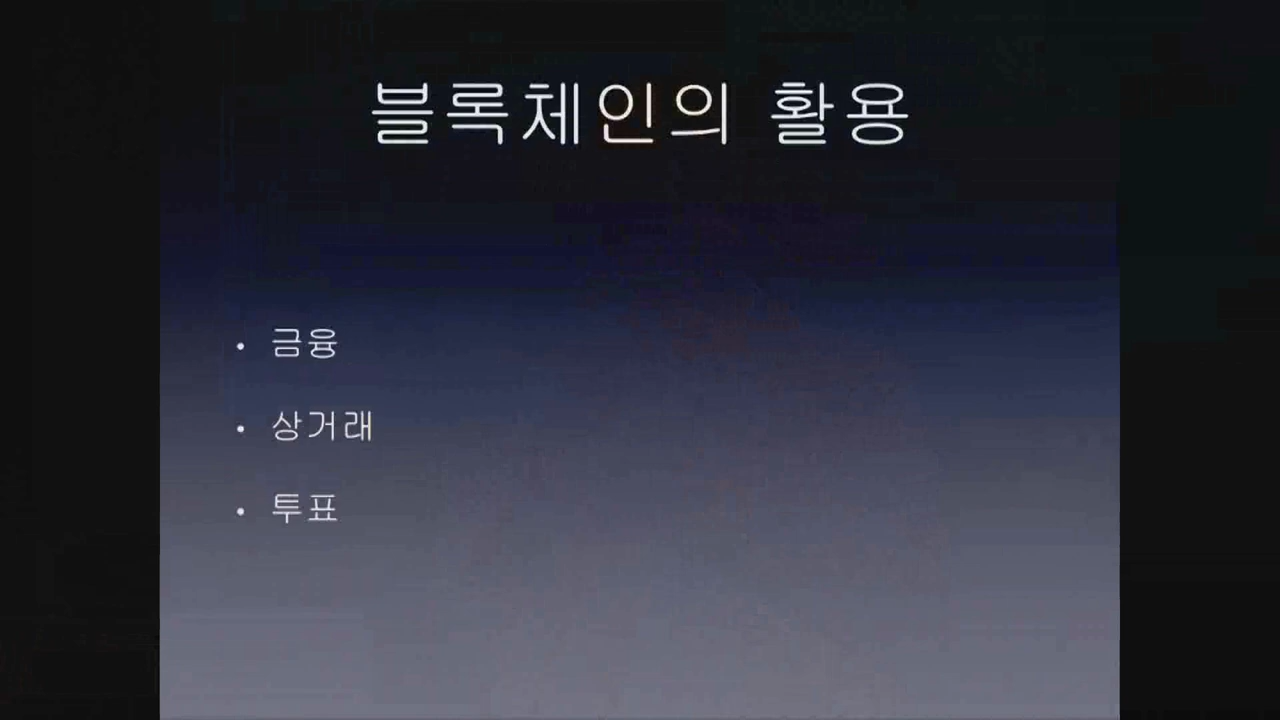 블록체인의 활용
• 금융
• 상거래
• 투표